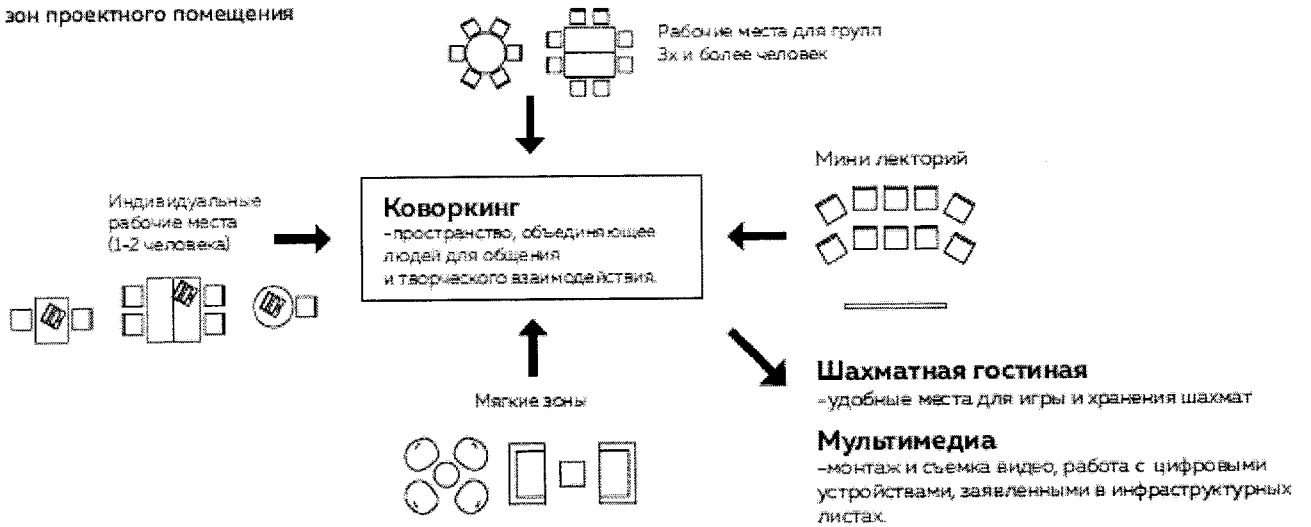 зон проектного помещения
Рабочие места для групп
3х и более человек
Мини лекторий
Индивидуальные
рабочие места
(1-2 человека)
Коворкинг
-пространство, объединяющее
людей для общения
и творческого взаимодействия.
Мягкие зоны
Шахматная гостиная
-удобные места для игры и хранения шахмат
Мультимедиа
-монтаж и съемка видео, работа с цифровыми
устройствами, заявленными в инфраструктурных
листах.